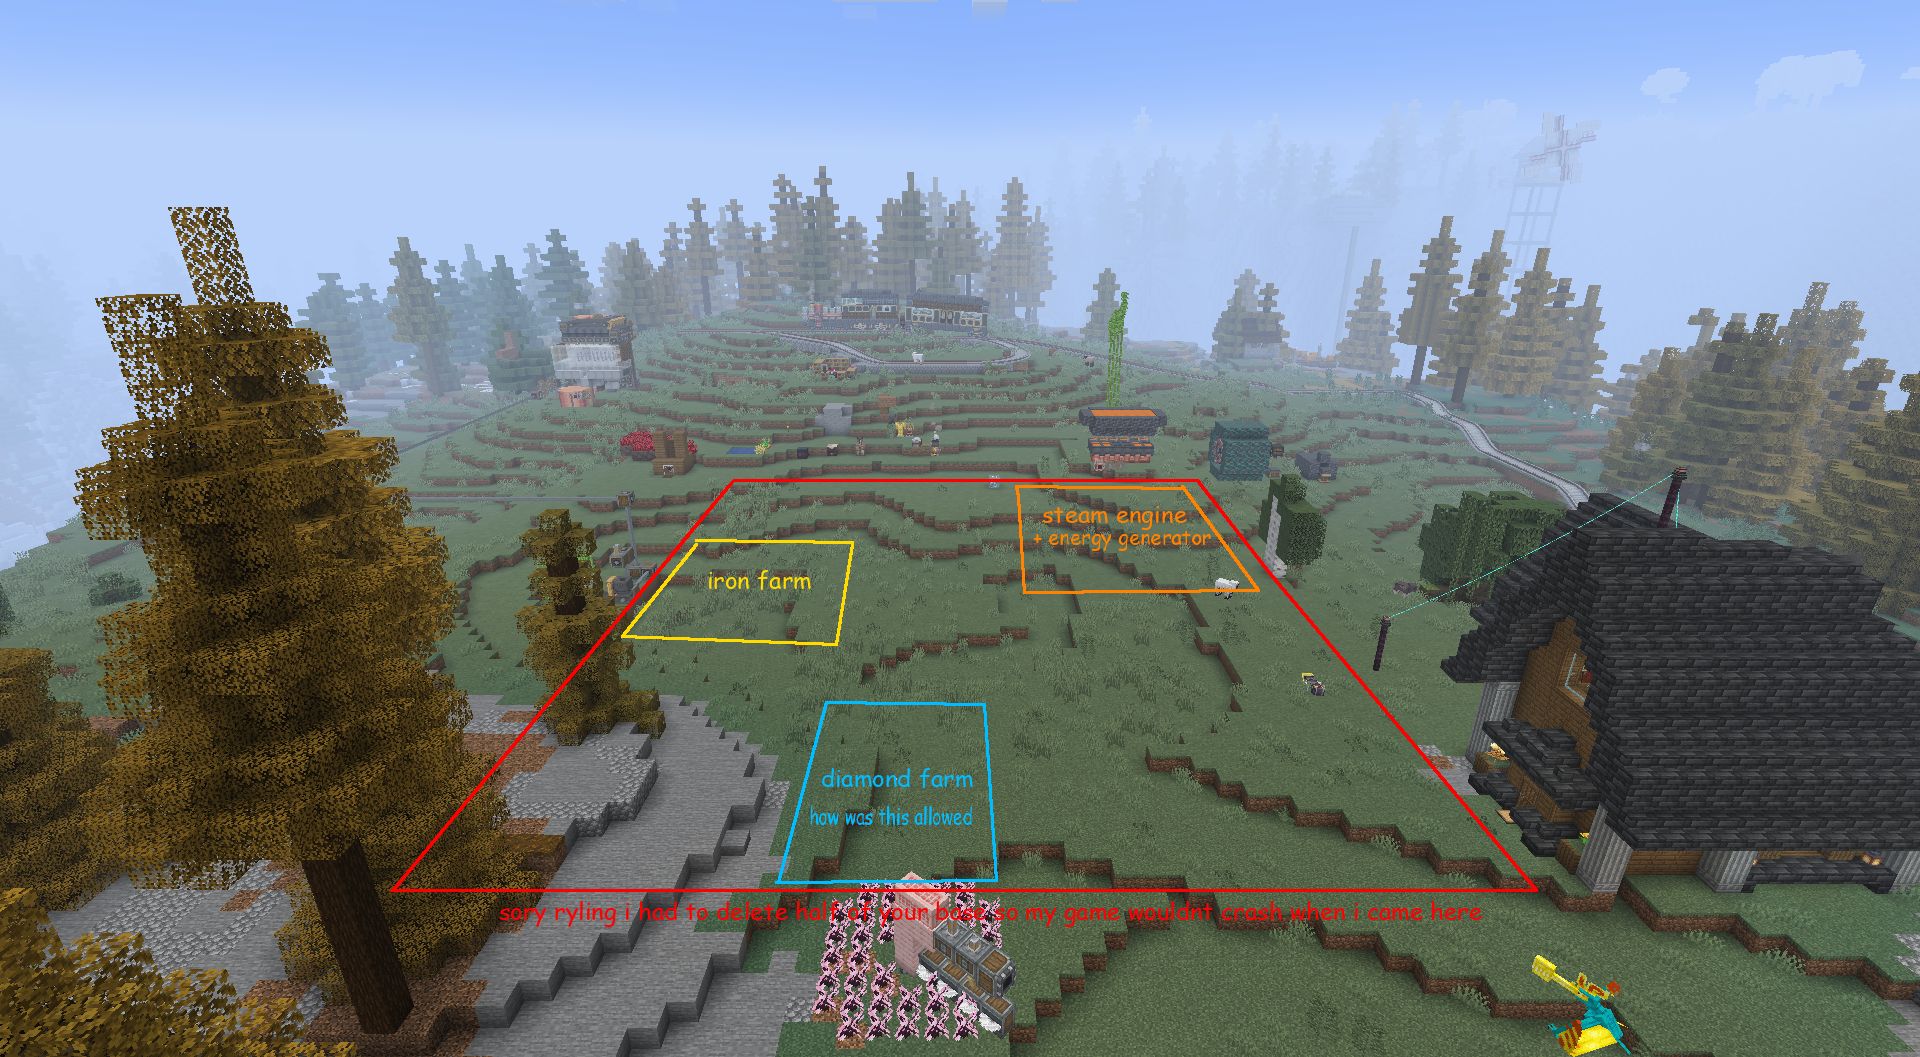 steam engine
+ energy generator
iron farm
diamond farm
how was this allowed
sory ryling i had to delete half of your base so my game wouldnt crash when i came here